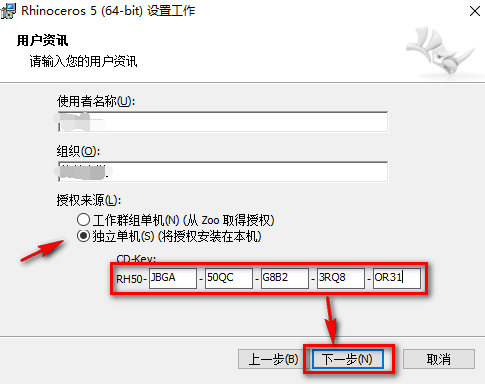 Rhinoceros 5 (64-bit) 设置工作
用户资讯
请输入您的用户资讯
使用者名称(U):
组织(O):
授权来源(L):
工作群组单机(N) (从 Zoo 取得授权)
独立单机(S) (将授权安装在本机)
CD-Key:
RH50- JBGA - 50QC - G8B2 - 3RQ8 - OR31
上一步(B) 下一步(N) 取消